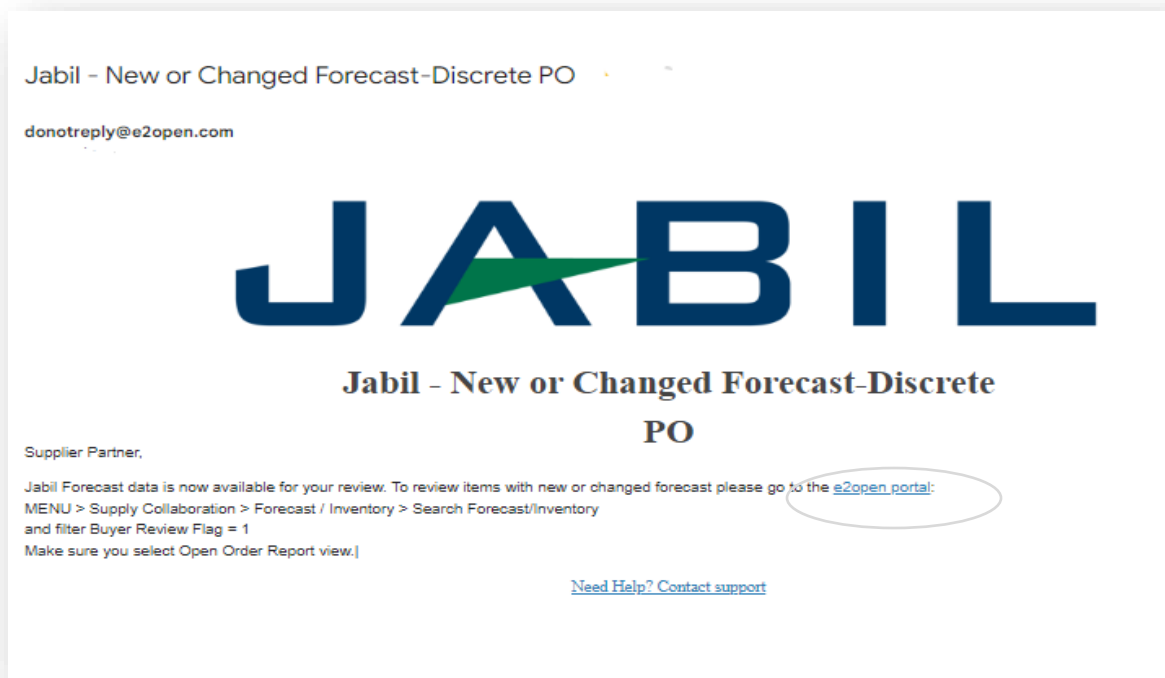 Jabil - New or Changed Forecast-Discrete PO
donotreply@e2open.com
JABIL
Jabil - New or Changed Forecast-Discrete
PO
Supplier Partner,
Jabil Forecast data is now available for your review. To review items with new or changed forecast please go to the e2open portal:
MENU > Supply Collaboration > Forecast / Inventory > Search Forecast/Inventory
and filter Buyer Review Flag = 1
Make sure you select Open Order Report view.|
Need Help? Contact support